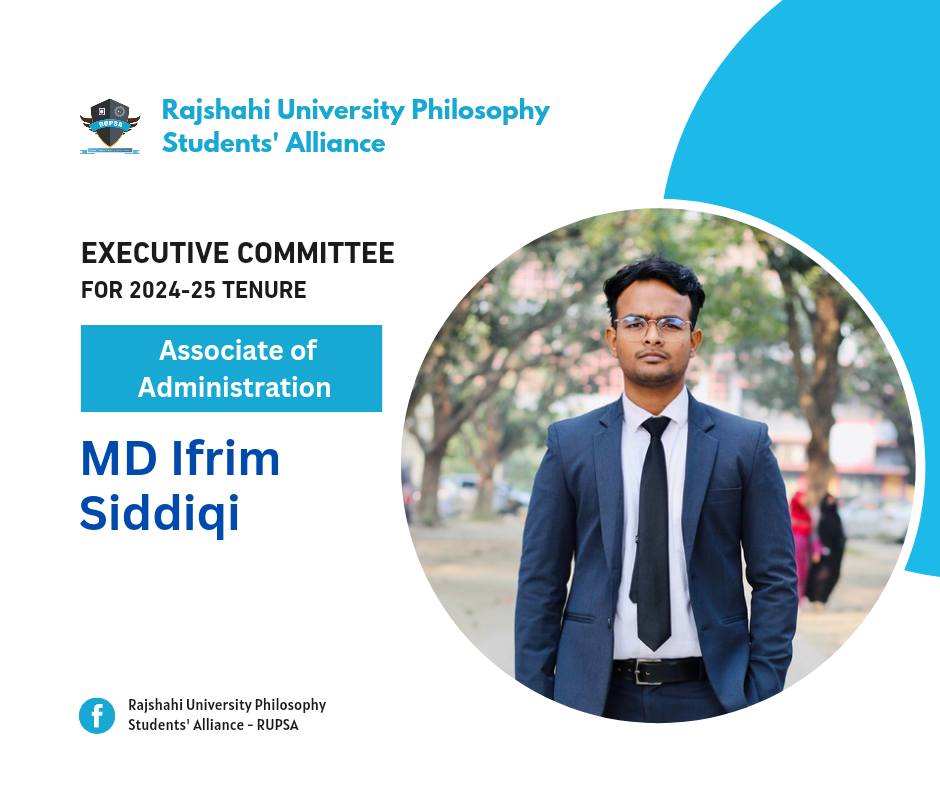 RUPSA
Rajshahi University Philosophy
Students' Alliance
EXECUTIVE COMMITTEE
FOR 2024-25 TENURE
Associate of
Administration
MD Ifrim
Siddiqi
Rajshahi University Philosophy
Students' Alliance - RUPSA